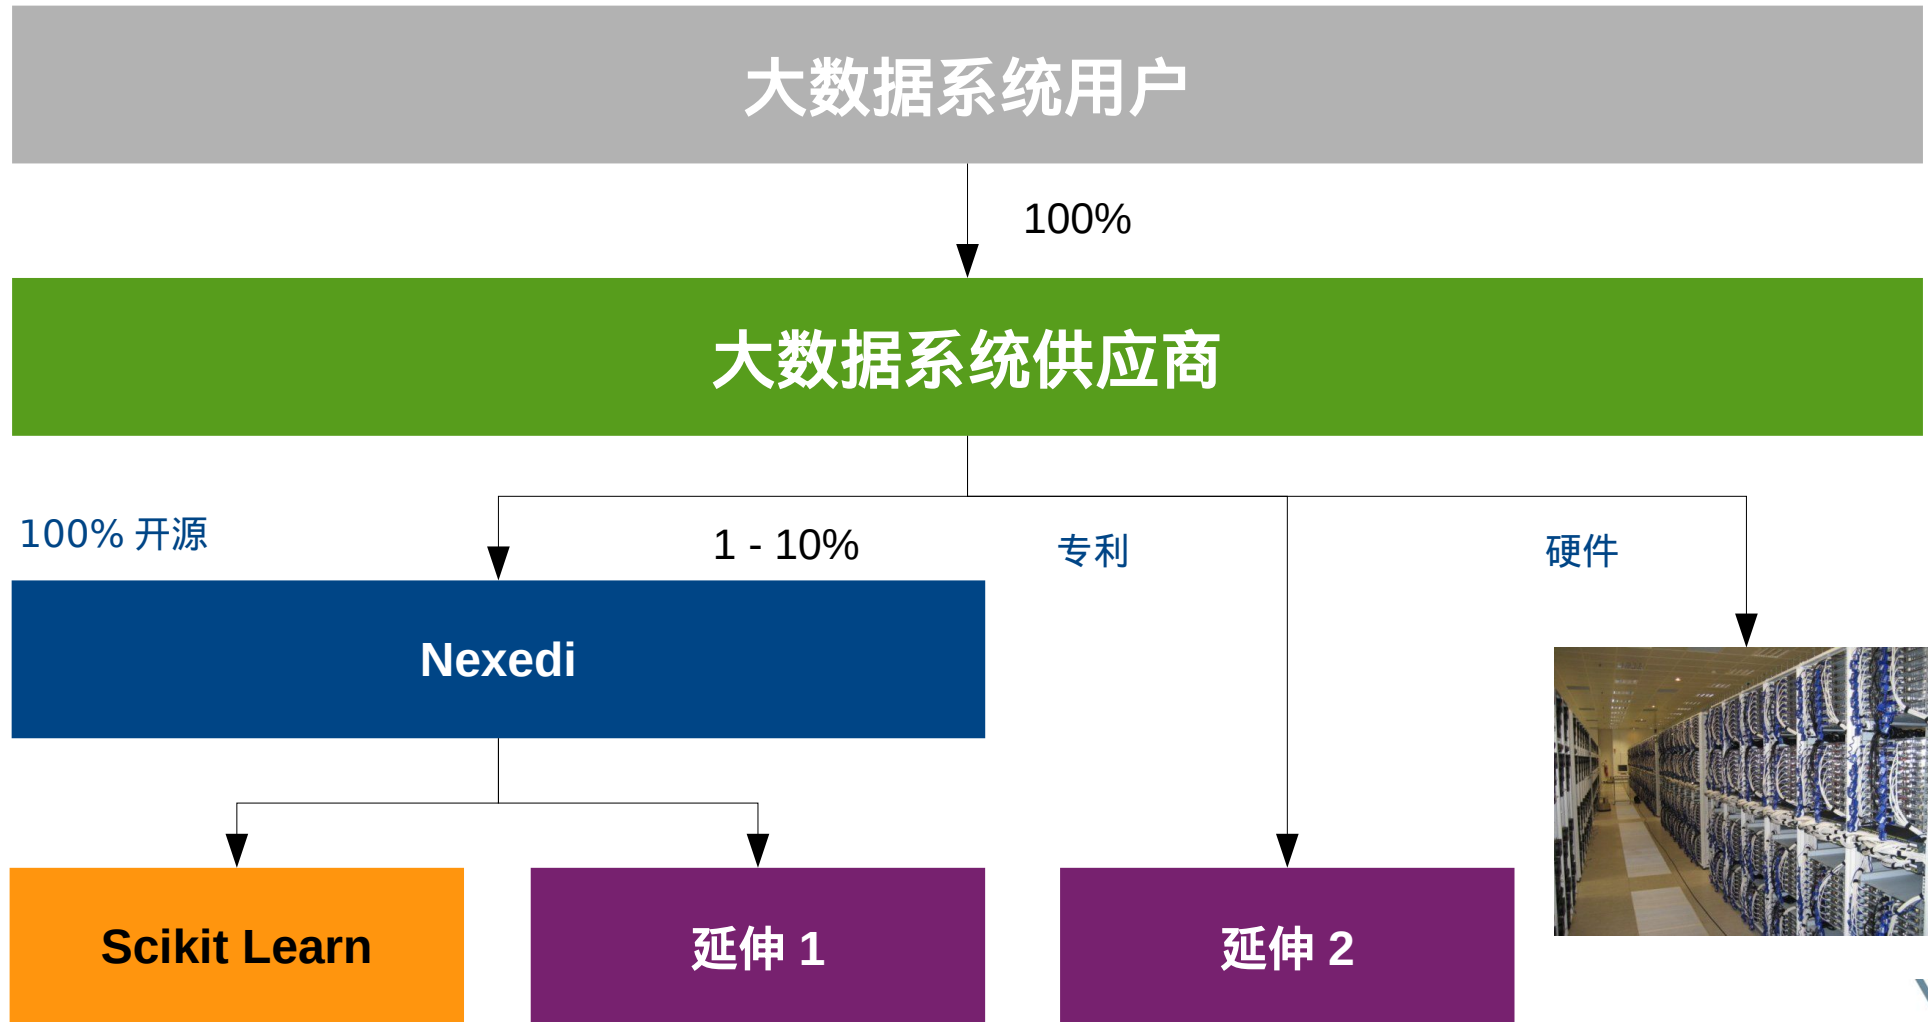 大数据系统用户
100%
大数据系统供应商
100% 开源
1 - 10%
专利
硬件
Nexedi
Scikit Learn
延伸 1
延伸 2